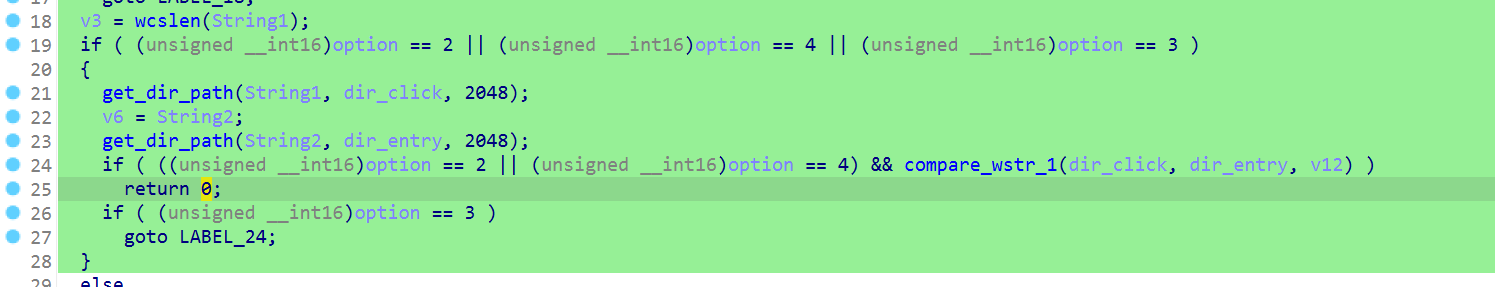 18 v3 = wcslen(String1);
19 if ( (unsigned __int16)option == 2 || (unsigned __int16)option == 4 || (unsigned __int16)option == 3 )
20 {
21 get_dir_path(String1, dir_click, 2048);
22 v6 = String2;
23 get_dir_path(String2, dir_entry, 2048);
24 if ( ((unsigned __int16)option == 2 || (unsigned __int16)option == 4) && compare_wstr_1(dir_click, dir_entry, v12) )
25 return 0;
26 if ( (unsigned __int16)option == 3 )
27 goto LABEL_24;
28 }
29 else